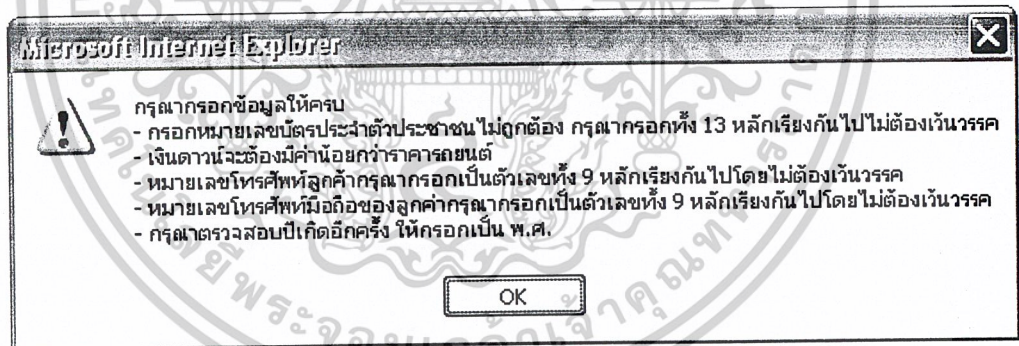 Microsoft Internet Explorer
กรุณากรอกข้อมูลให้ครบ
- กรอกหมายเลขบัตรประจำตัวประชาชนไม่ถูกต้อง กรุณากรอกทั้ง 13 หลักเรียงกันไปไม่ต้องเว้นวรรค
- เงินดาวน์จะต้องมีค่าน้อยกว่าราคารถยนต์
- หมายเลขโทรศัพท์ลูกค้ากรุณากรอกเป็นตัวเลขทั้ง 9 หลักเรียงกันไปโดยไม่ต้องเว้นวรรค
- หมายเลขโทรศัพท์มือถือของลูกค้ากรุณากรอกเป็นตัวเลขทั้ง 9 หลักเรียงกันไปโดยไม่ต้องเว้นวรรค
- กรุณาตรวจสอบปีเกิดอีกครั้ง ให้กรอกเป็น พ.ศ.
OK